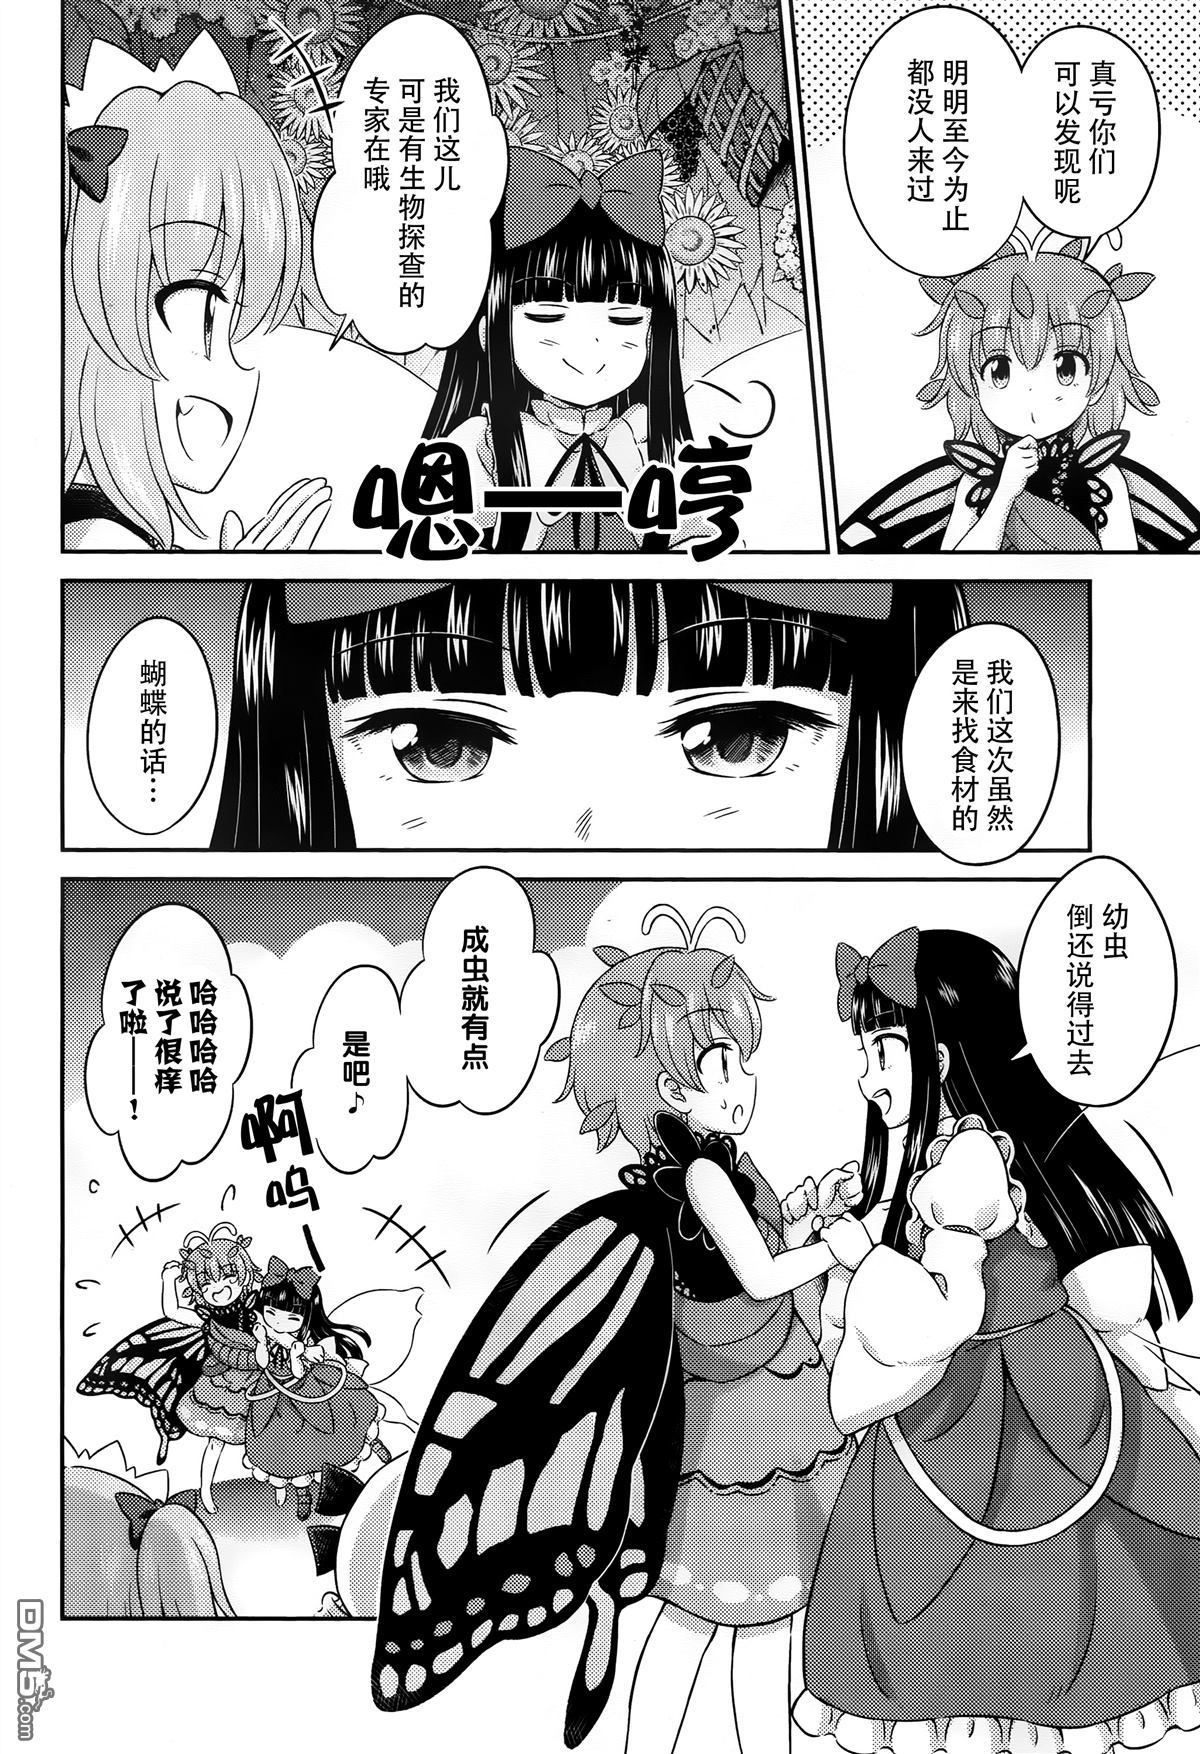 真亏你们
可以发现呢
明明至今为止
都没人来过
我们这儿
可是有生物探查的
专家在哦
嗯一哼
我们这次虽然
是来找食材的
蝴蝶的话…
幼虫
倒还说得过去
成虫就有点
是吧♪
啊呜—
哈哈哈哈
说了很痒
了啦——！
DM5.com